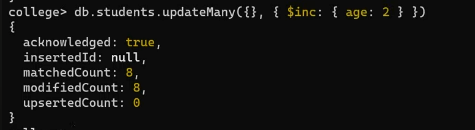 college> db.students.updateMany({}, { $inc: { age: 2 } })
{
  acknowledged: true,
  insertedId: null,
  matchedCount: 8,
  modifiedCount: 8,
  upsertedCount: 0
}